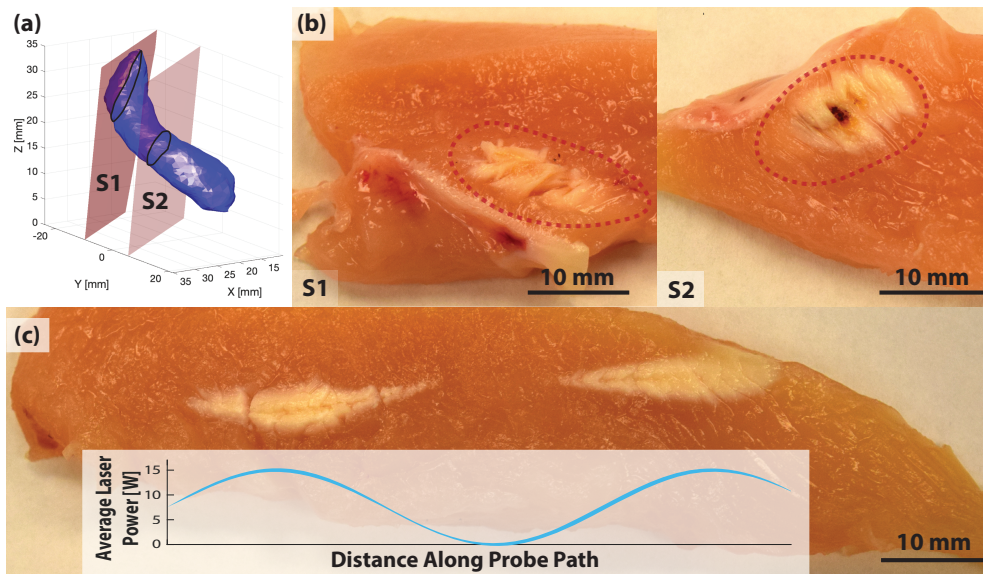 (a)
35
30
25
20
15
10
5
0
Z [mm]
S1
S2
-20
0
20
Y [mm]
35
30
25
20
15
X [mm]
(b)
S1
10 mm
S2
10 mm
(c)
Average Laser
Power [W]
15
10
5
0
Distance Along Probe Path
10 mm